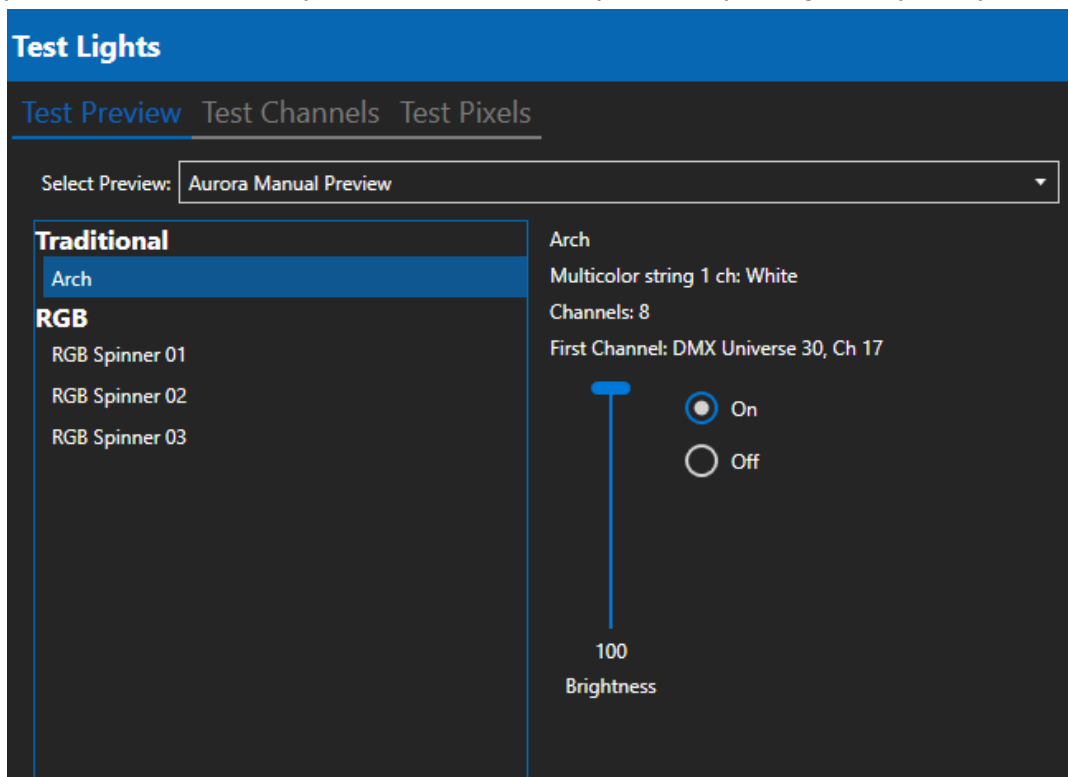 Test Lights
Test Preview Test Channels Test Pixels
Select Preview: Aurora Manual Preview
Traditional
Arch
RGB
RGB Spinner 01
RGB Spinner 02
RGB Spinner 03
Arch
Multicolor string 1 ch: White
Channels: 8
First Channel: DMX Universe 30, Ch 17
On
Off
100
Brightness